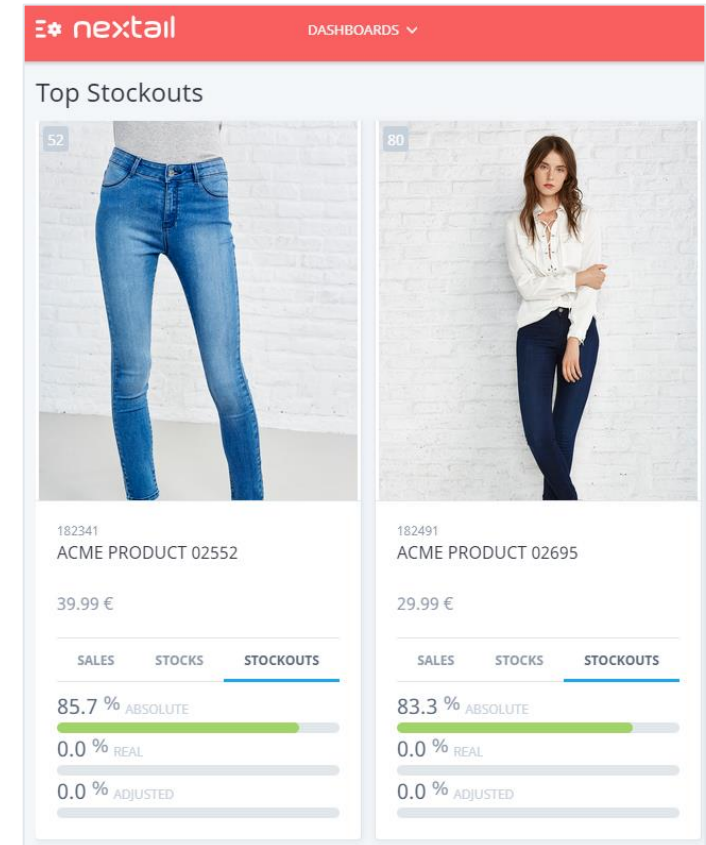 nextail
DASHBOARDS
Top Stockouts
52
182341
ACME PRODUCT 02552
39.99 €
SALES STOCKS STOCKOUTS
85.7 % ABSOLUTE
0.0 % REAL
0.0 % ADJUSTED
80
182491
ACME PRODUCT 02695
29.99 €
SALES STOCKS STOCKOUTS
83.3 % ABSOLUTE
0.0 % REAL
0.0 % ADJUSTED